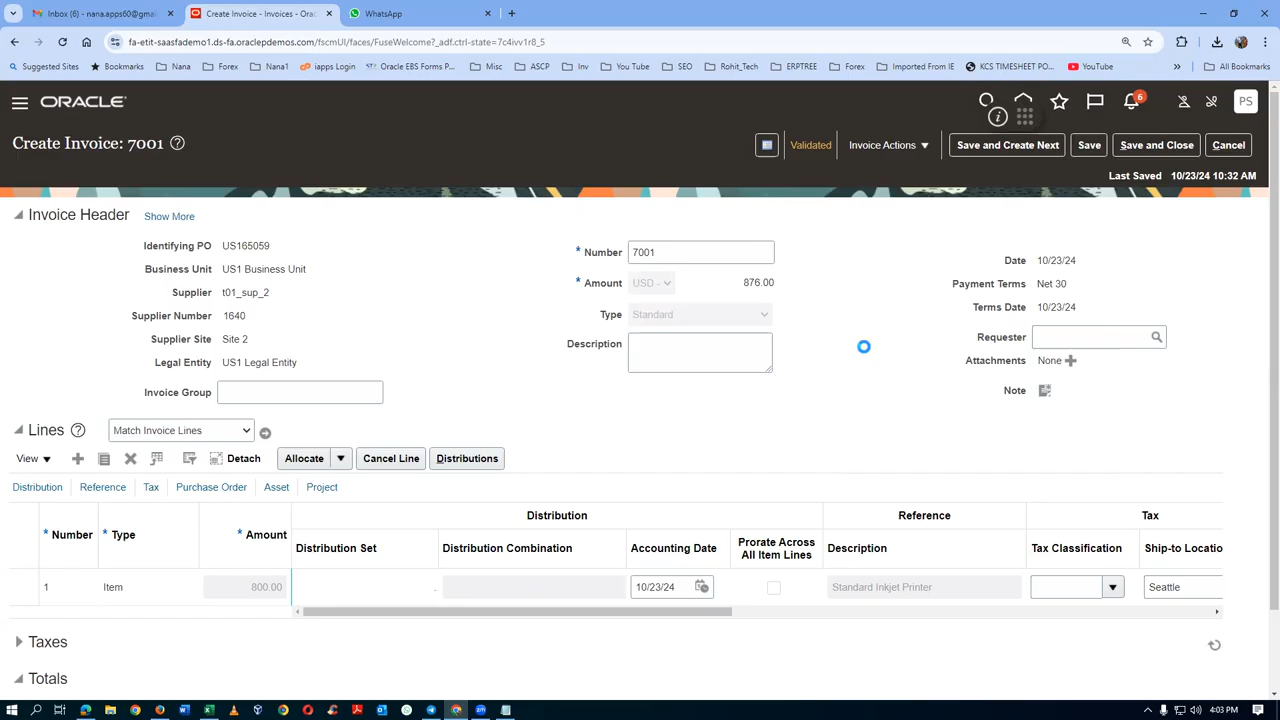 Inbox (6) - nana.apps60@gmai
Create Invoice - Invoices - Ora
WhatsApp
fa-etit-saasfademo1.ds-fa.oraclepdemos.com/fscmUI/faces/FuseWelcome?_adf.ctrl-state=7c4ivv1r8_5
Suggested Sites Bookmarks Nana Forex Nana1 iapps Login Oracle EBS Forms P... Misc ASCP Inv You Tube SEO Rohit_Tech ERPTREE Forex Imported From IE KCS TIMESHEET PO... YouTube » All Bookmarks
ORACLE 6 PS
Create Invoice: 7001 Validated Invoice Actions Save and Create Next Save Save and Close Cancel
Last Saved 10/23/24 10:32 AM
Invoice Header Show More
Identifying PO US165059
Business Unit US1 Business Unit
Supplier t01_sup_2
Supplier Number 1640
Supplier Site Site 2
Legal Entity US1 Legal Entity
Invoice Group
* Number 7001
* Amount USD - 876.00
Type Standard
Description
Date 10/23/24
Payment Terms Net 30
Terms Date 10/23/24
Requester
Attachments None
Note
Lines Match Invoice Lines
View Detach Allocate Cancel Line Distributions
Distribution Reference Tax Purchase Order Asset Project
Distribution Reference Tax
* Number * Type * Amount Distribution Set Distribution Combination Accounting Date Prorate Across All Item Lines Description Tax Classification Ship-to Locatio
1 Item 800.00 10/23/24 Standard Inkjet Printer Seattle
Taxes
Totals
4:03 PM